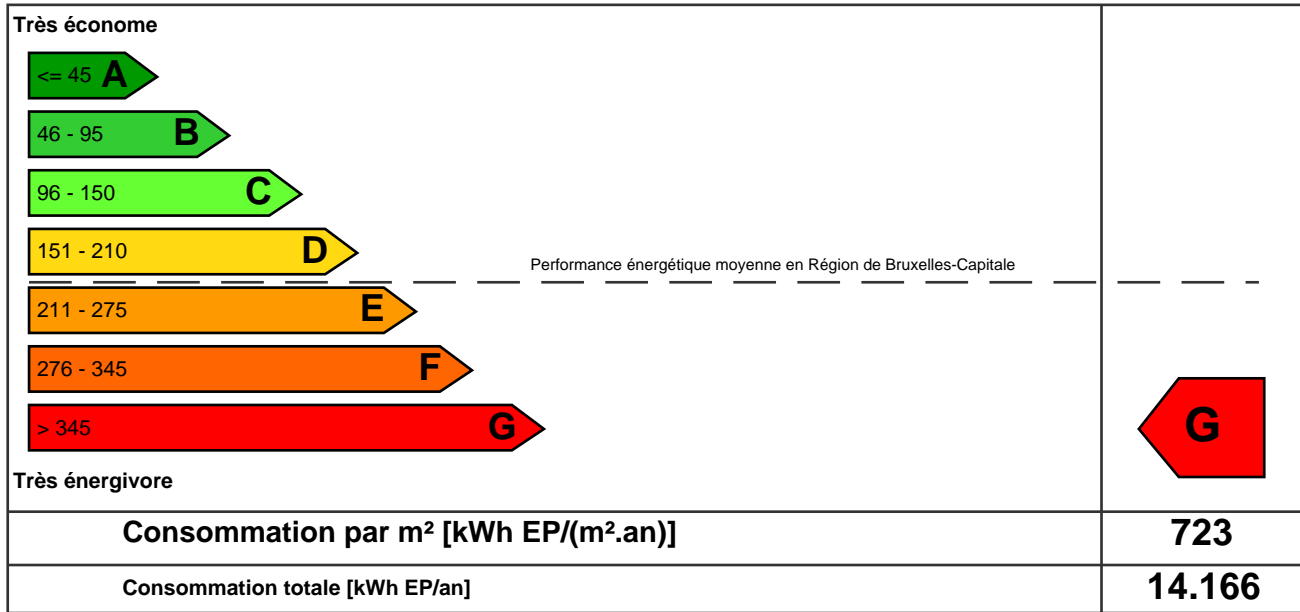 Très économe
<= 45 A
46 - 95 B
96 - 150 C
151 - 210 D
Performance énergétique moyenne en Région de Bruxelles-Capitale
211 - 275 E
276 - 345 F
> 345 G
G
Très énergivore
Consommation par m² [kWh EP/(m².an)] 723
Consommation totale [kWh EP/an] 14.166